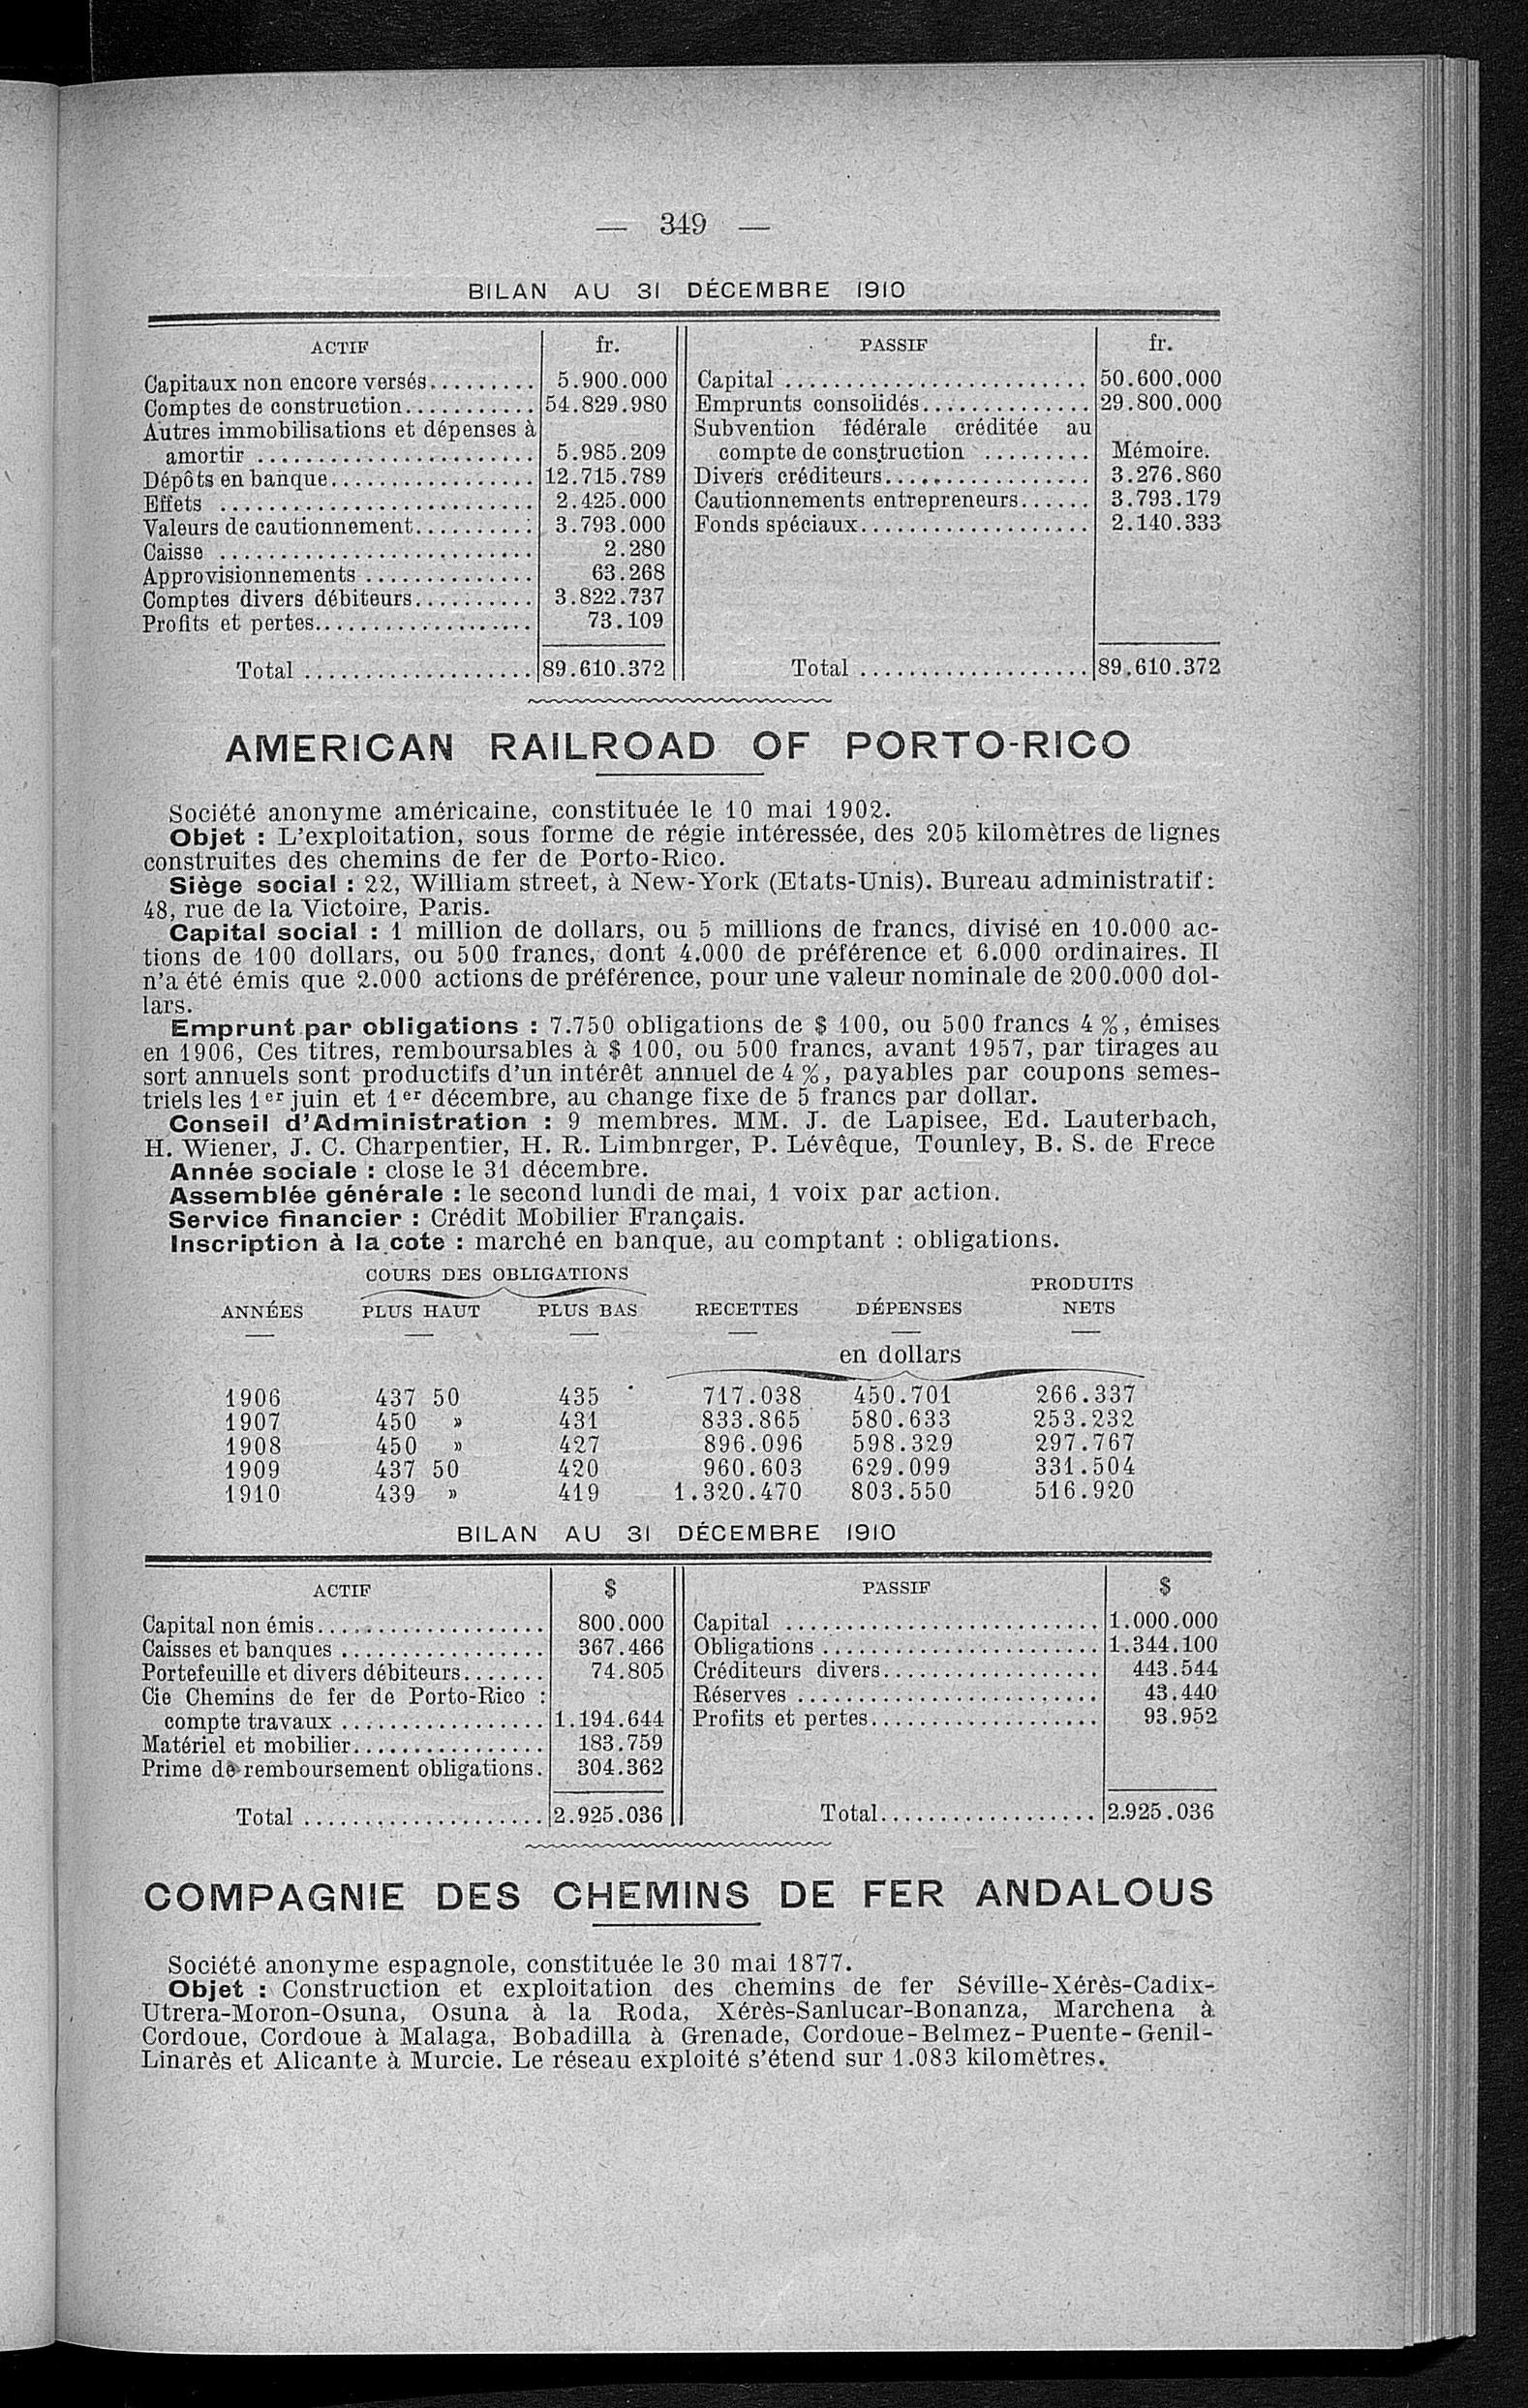 — 349 —
BILAN AU 31 DÉCEMBRE 1910
ACTIF fr. PASSIF fr.
Capitaux non encore versés......... 5.900.000 Capital ......................... 50.600.000
Comptes de construction........... 54.829.980 Emprunts consolidés.............. 29.800.000
Autres immobilisations et dépenses à Subvention fédérale créditée au
amortir ....................... 5.985.209 compte de construction ......... Mémoire.
Dépôts en banque................. 12.715.789 Divers créditeurs................. 3.276.860
Effets .......................... 2.425.000 Cautionnements entrepreneurs...... 3.793.179
Valeurs de cautionnement.......... 3.793.000 Fonds spéciaux................... 2.140.333
Caisse .......................... 2.280
Approvisionnements .............. 63.268
Comptes divers débiteurs.......... 3.822.737
Profits et pertes.................. 73.109
Total ................... 89.610.372 Total ................... 89.610.372
AMERICAN RAILROAD OF PORTO-RICO
Société anonyme américaine, constituée le 10 mai 1902.
Objet : L'exploitation, sous forme de régie intéressée, des 205 kilomètres de lignes
construites des chemins de fer de Porto-Rico.
Siège social : 22, William street, à New-York (Etats-Unis). Bureau administratif :
48, rue de la Victoire, Paris.
Capital social : 1 million de dollars, ou 5 millions de francs, divisé en 10.000 ac-
tions de 100 dollars, ou 500 francs, dont 4.000 de préférence et 6.000 ordinaires. Il
n'a été émis que 2.000 actions de préférence, pour une valeur nominale de 200.000 dol-
lars.
Emprunt par obligations : 7.750 obligations de $ 100, ou 500 francs 4 %, émises
en 1906, Ces titres, remboursables à $ 100, ou 500 francs, avant 1957, par tirages au
sort annuels sont productifs d'un intérêt annuel de 4 %, payables par coupons semes-
triels les 1er juin et 1er décembre, au change fixe de 5 francs par dollar.
Conseil d'Administration : 9 membres. MM. J. de Lapisee, Ed. Lauterbach,
H. Wiener, J. C. Charpentier, H. R. Limbnrger, P. Lévêque, Tounley, B. S. de Frece
Année sociale : close le 31 décembre.
Assemblée générale : le second lundi de mai, 1 voix par action.
Service financier : Crédit Mobilier Français.
Inscription à la cote : marché en banque, au comptant : obligations.
COURS DES OBLIGATIONS
PRODUITS
ANNÉES PLUS HAUT PLUS BAS RECETTES DÉPENSES NETS
en dollars
1906 437 50 435 717.038 450.701 266.337
1907 450 » 431 833.865 580.633 253.232
1908 450 » 427 896.096 598.329 297.767
1909 437 50 420 960.603 629.099 331.504
1910 439 » 419 1.320.470 803.550 516.920
BILAN AU 31 DÉCEMBRE 1910
ACTIF $ PASSIF $
Capital non émis................... 800.000 Capital .......................... 1.000.000
Caisses et banques ................. 367.466 Obligations ....................... 1.344.100
Portefeuille et divers débiteurs....... 74.805 Créditeurs divers.................. 443.544
Cie Chemins de fer de Porto-Rico : Réserves ......................... 43.440
compte travaux ................. 1.194.644 Profits et pertes................... 93.952
Matériel et mobilier................ 183.759
Prime de remboursement obligations. 304.362
Total .................... 2.925.036 Total.................. 2.925.036
COMPAGNIE DES CHEMINS DE FER ANDALOUS
Société anonyme espagnole, constituée le 30 mai 1877.
Objet : Construction et exploitation des chemins de fer Séville-Xérès-Cadix-
Utrera-Moron-Osuna, Osuna à la Roda, Xérès-Sanlucar-Bonanza, Marchena à
Cordoue, Cordoue à Malaga, Bobadilla à Grenade, Cordoue-Belmez-Puente-Genil-
Linarès et Alicante à Murcie. Le réseau exploité s'étend sur 1.083 kilomètres.